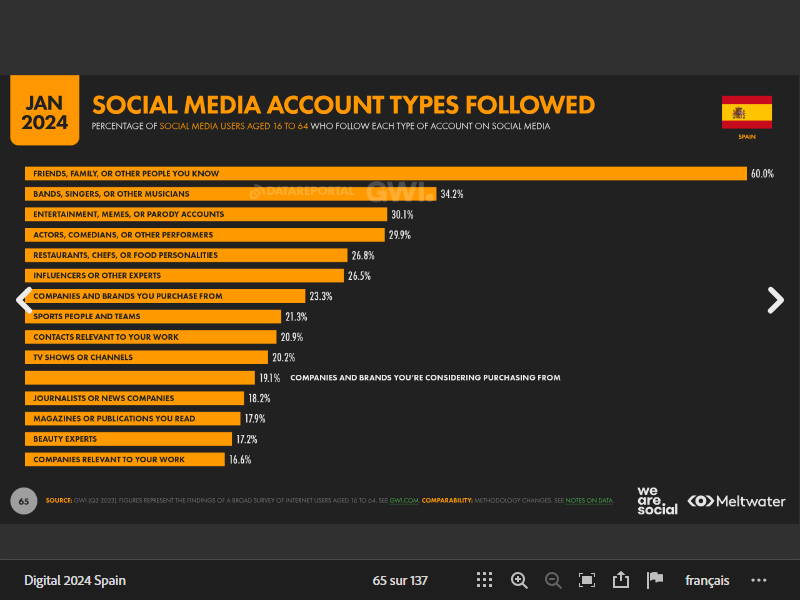 JAN
2024
SOCIAL MEDIA ACCOUNT TYPES FOLLOWED
PERCENTAGE OF SOCIAL MEDIA USERS AGED 16 TO 64 WHO FOLLOW EACH TYPE OF ACCOUNT ON SOCIAL MEDIA
SPAIN
FRIENDS, FAMILY, OR OTHER PEOPLE YOU KNOW 60.0%
BANDS, SINGERS, OR OTHER MUSICIANS 34.2%
DATAREPORTAL GWI.
ENTERTAINMENT, MEMES, OR PARODY ACCOUNTS 30.1%
ACTORS, COMEDIANS, OR OTHER PERFORMERS 29.9%
RESTAURANTS, CHEFS, OR FOOD PERSONALITIES 26.8%
INFLUENCERS OR OTHER EXPERTS 26.5%
COMPANIES AND BRANDS YOU PURCHASE FROM 23.3%
SPORTS PEOPLE AND TEAMS 21.3%
CONTACTS RELEVANT TO YOUR WORK 20.9%
TV SHOWS OR CHANNELS 20.2%
19.1% COMPANIES AND BRANDS YOU'RE CONSIDERING PURCHASING FROM
JOURNALISTS OR NEWS COMPANIES 18.2%
MAGAZINES OR PUBLICATIONS YOU READ 17.9%
BEAUTY EXPERTS 17.2%
COMPANIES RELEVANT TO YOUR WORK 16.6%
65
SOURCE: GWI (Q3 2023). FIGURES REPRESENT THE FINDINGS OF A BROAD SURVEY OF INTERNET USERS AGED 16 TO 64. SEE GWI.COM. COMPARABILITY: METHODOLOGY CHANGES. SEE NOTES ON DATA.
we
are.
social
Meltwater
Digital 2024 Spain
65 sur 137
français